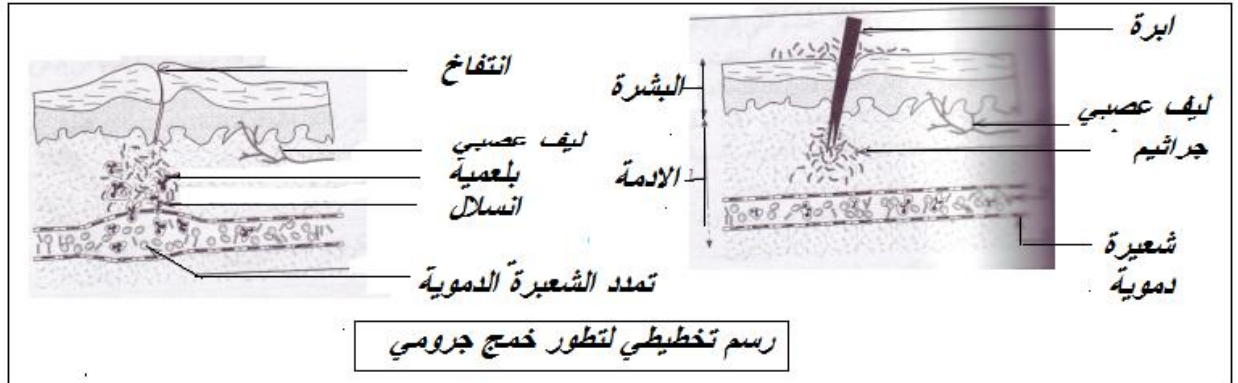 ابرة
البشرة
ليف عصبي
جراثيم
الادمة
شعيرة
دموية
انتفاخ
ليف عصبي
بلعمية
انسلال
تمدد الشعبرة الدموية
رسم تخطيطي لتطور خمج جرومي